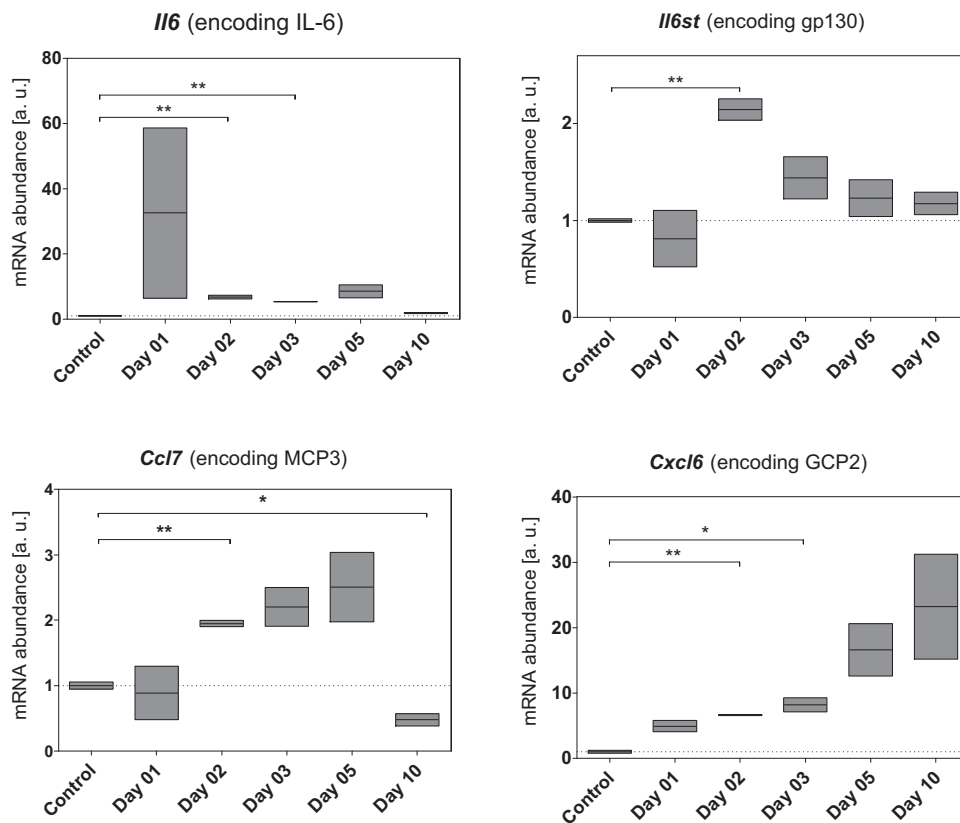 Il6 (encoding IL-6)
mRNA abundance [a. u.]
80
60
40
20
0
**
**
Control
Day 01
Day 02
Day 03
Day 05
Day 10
Il6st (encoding gp130)
mRNA abundance [a. u.]
2
1
0
**
Control
Day 01
Day 02
Day 03
Day 05
Day 10
Ccl7 (encoding MCP3)
mRNA abundance [a. u.]
4
3
2
1
0
*
**
Control
Day 01
Day 02
Day 03
Day 05
Day 10
Cxcl6 (encoding GCP2)
mRNA abundance [a. u.]
40
30
20
10
0
*
**
Control
Day 01
Day 02
Day 03
Day 05
Day 10